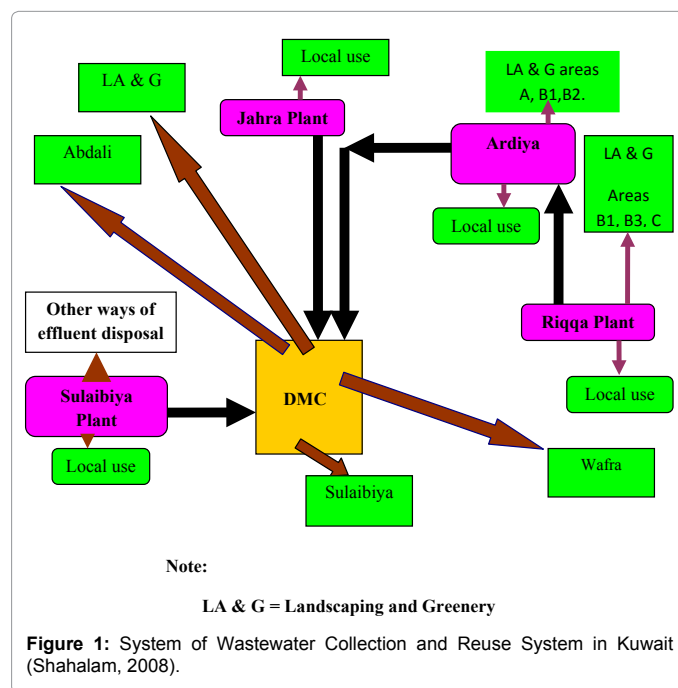 LA & G
Local use
LA & G areas
A, B1,B2.
Jahra Plant
Ardiya
LA & G
Areas
B1, B3, C
Abdali
Local use
Other ways of
effluent disposal
Riqqa Plant
Sulaibiya
Plant
DMC
Local use
Local use
Wafra
Sulaibiya
Note:
LA & G = Landscaping and Greenery
Figure 1: System of Wastewater Collection and Reuse System in Kuwait
(Shahalam, 2008).